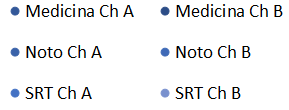 Medicina Ch A Medicina Ch B
Noto Ch A Noto Ch B
SRT Ch A SRT Ch B